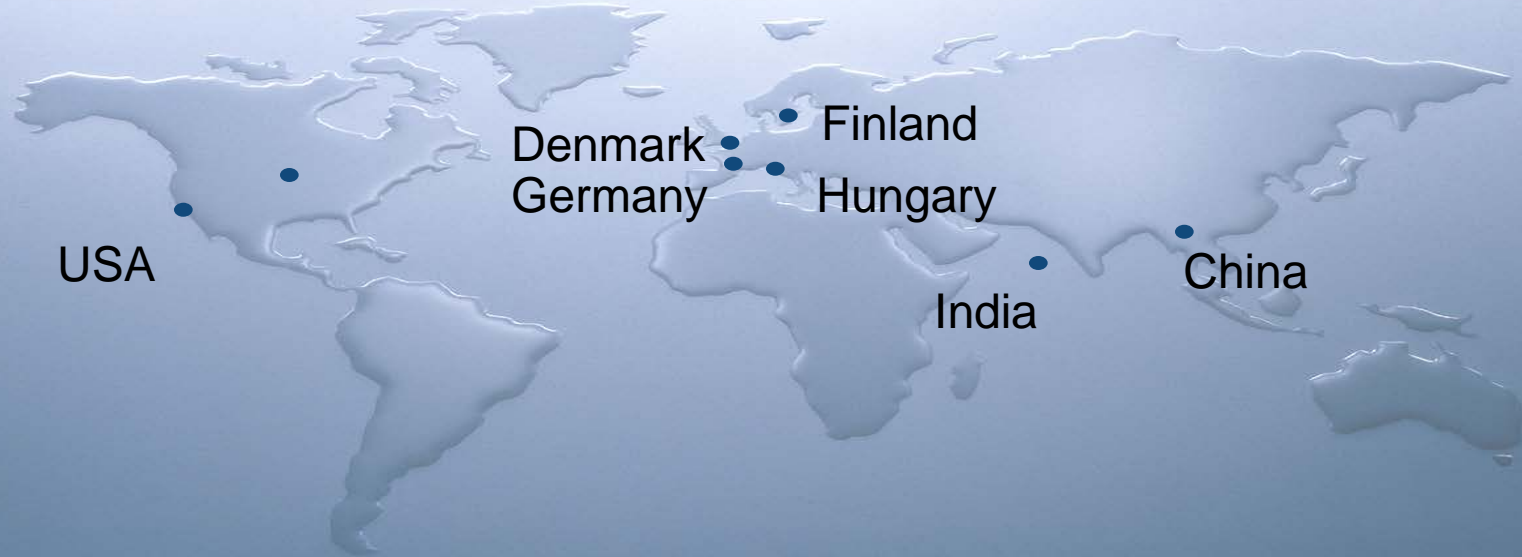 Finland
Denmark
Germany
Hungary
USA
China
India